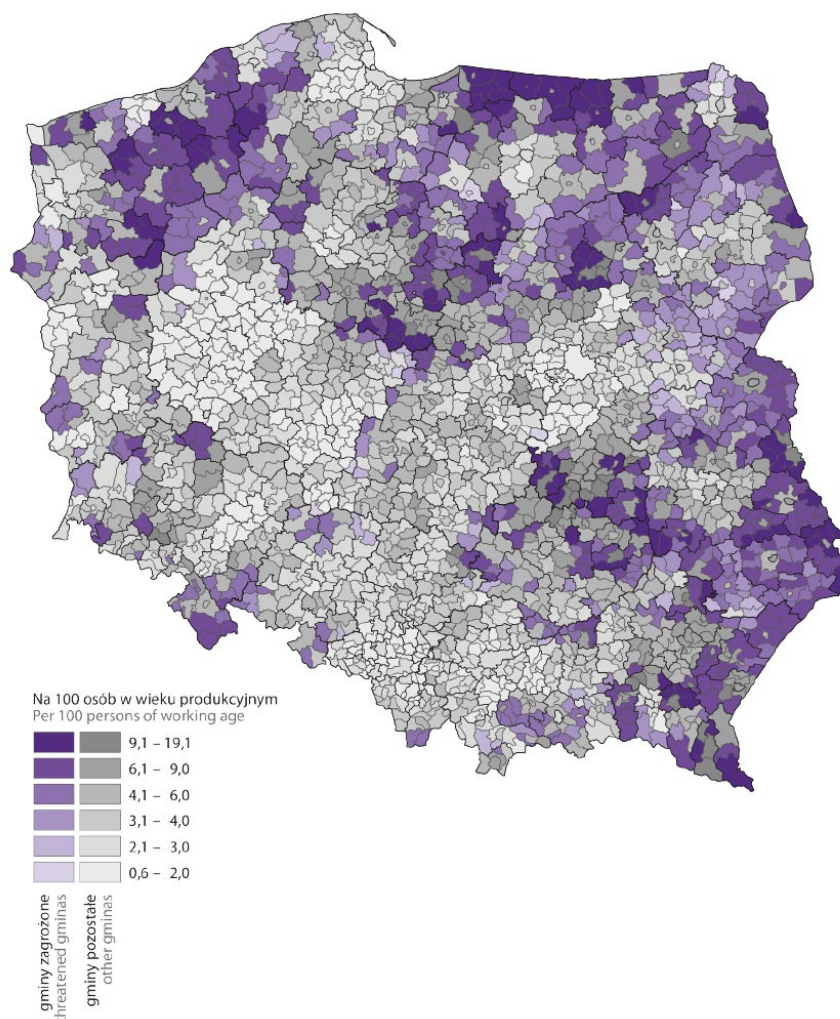 Na 100 osób w wieku produkcyjnym
Per 100 persons of working age
9,1 – 19,1
6,1 – 9,0
4,1 – 6,0
3,1 – 4,0
2,1 – 3,0
0,6 – 2,0
gminy zagrożone
threatened gminas
gminy pozostałe
other gminas